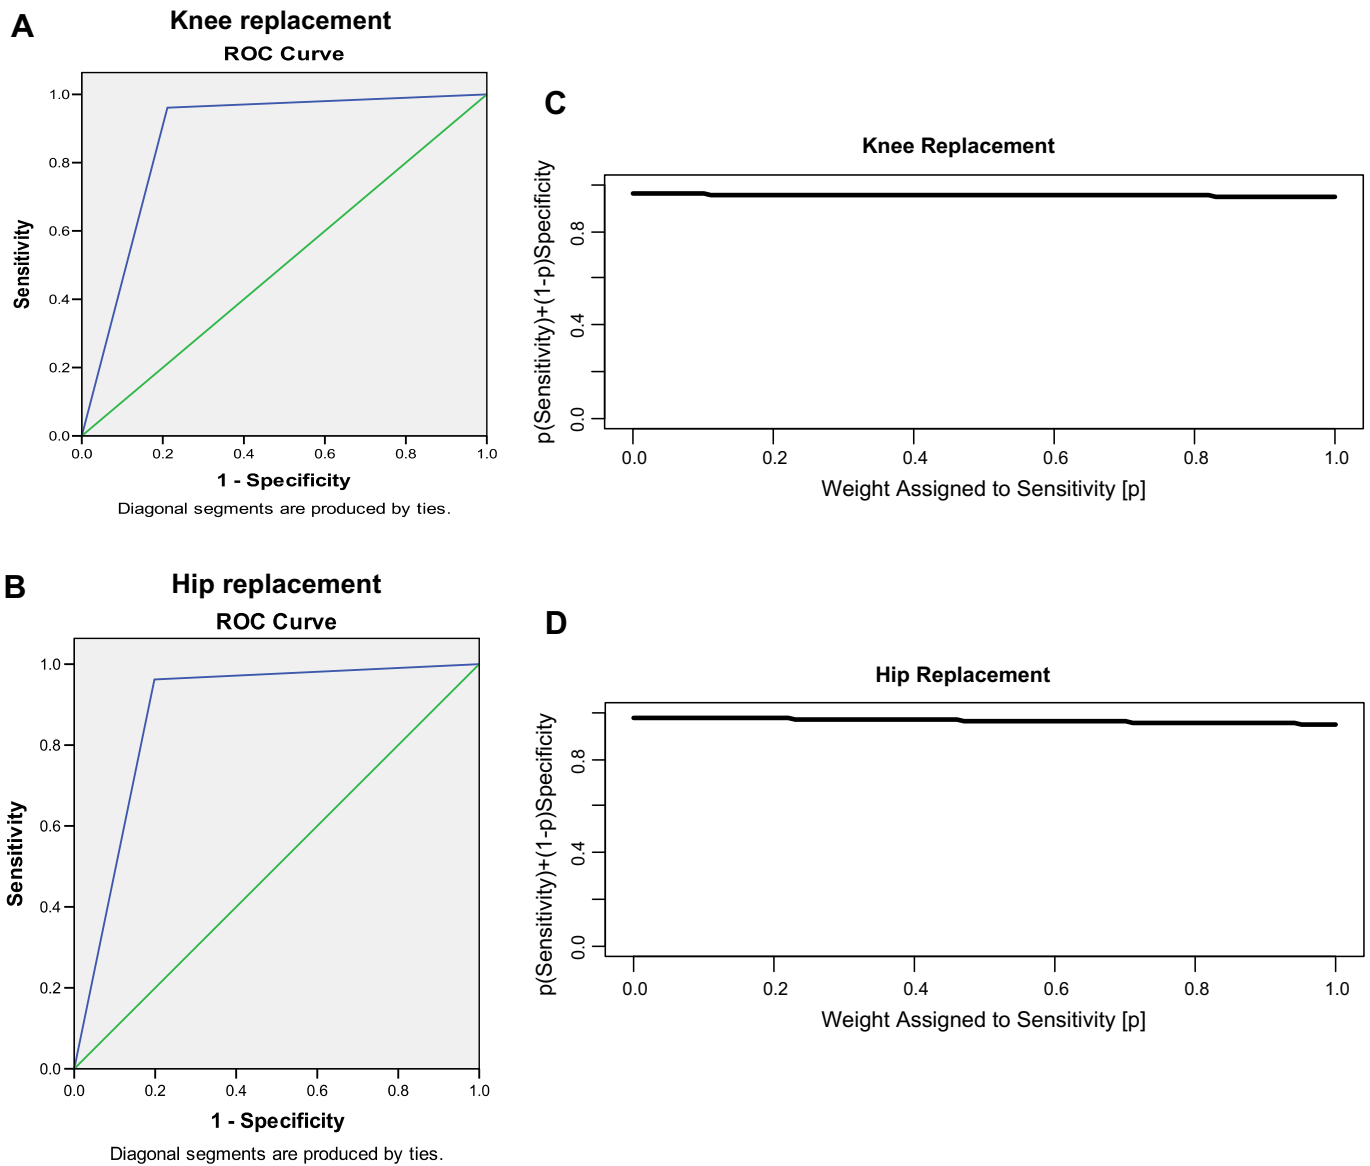 A
Knee replacement
ROC Curve
1.0
0.8
0.6
0.4
0.2
0.0
Sensitivity
0.0 0.2 0.4 0.6 0.8 1.0
1 - Specificity
Diagonal segments are produced by ties.
B
Hip replacement
ROC Curve
1.0
0.8
0.6
0.4
0.2
0.0
Sensitivity
0.0 0.2 0.4 0.6 0.8 1.0
1 - Specificity
Diagonal segments are produced by ties.
C
Knee Replacement
p(Sensitivity)+(1-p)Specificity
0.8
0.4
0.0
0.0 0.2 0.4 0.6 0.8 1.0
Weight Assigned to Sensitivity [p]
D
Hip Replacement
p(Sensitivity)+(1-p)Specificity
0.8
0.4
0.0
0.0 0.2 0.4 0.6 0.8 1.0
Weight Assigned to Sensitivity [p]